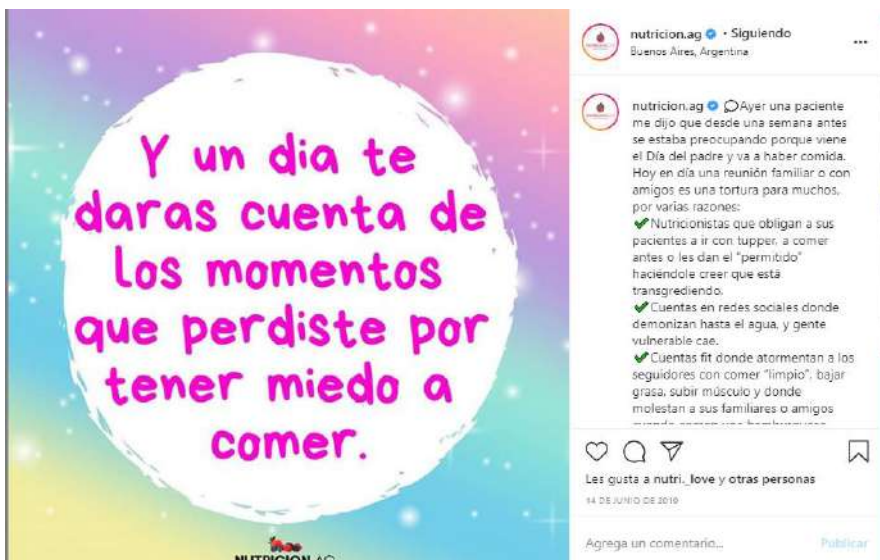 Y un dia te
daras cuenta de
los momentos
que perdiste por
tener miedo a
comer.
NUTRICION AG
nutricion.ag • Siguiendo
Buenos Aires, Argentina
nutricion.ag Ayer una paciente
me dijo que desde una semana antes
se estaba preocupando porque viene
el Día del padre y va a haber comida.
Hoy en día una reunión familiar o con
amigos es una tortura para muchos,
por varias razones:
✔Nutricionistas que obligan a sus
pacientes a ir con tupper, a comer
antes o les dan el "permitido"
haciéndole creer que está
transgrediendo.
✔Cuentas en redes sociales donde
demonizan hasta el agua, y gente
vulnerable cae.
✔Cuentas fit donde atormentan a los
seguidores con comer "limpio", bajar
grasa, subir músculo y donde
molestan a sus familiares o amigos
Les gusta a nutri._love y otras personas
14 DE JUNIO DE 2019
Agrega un comentario...
Publicar